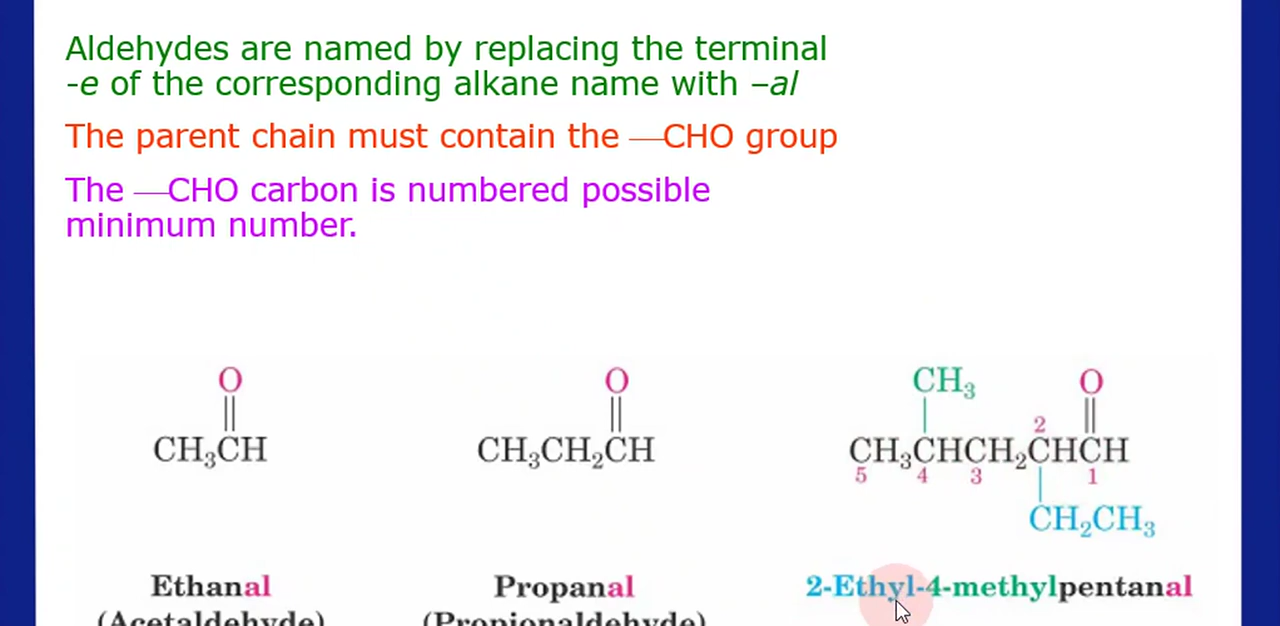 Aldehydes are named by replacing the terminal
-e of the corresponding alkane name with –al
The parent chain must contain the —CHO group
The —CHO carbon is numbered possible
minimum number.
O
CH₃CH
Ethanal
(Acetaldehyde)
O
CH₃CH₂CH
Propanal
(Propionaldehyde)
CH₃ O
2
CH₃CHCH₂CHCH
5 4 3 1
CH₂CH₃
2-Ethyl-4-methylpentanal